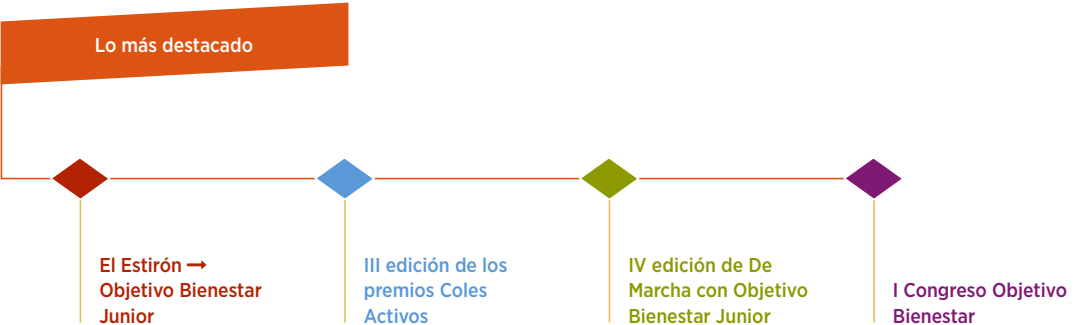 Lo más destacado
El Estirón ➞
Objetivo Bienestar
Junior
III edición de los
premios Coles
Activos
IV edición de De
Marcha con Objetivo
Bienestar Junior
I Congreso Objetivo
Bienestar